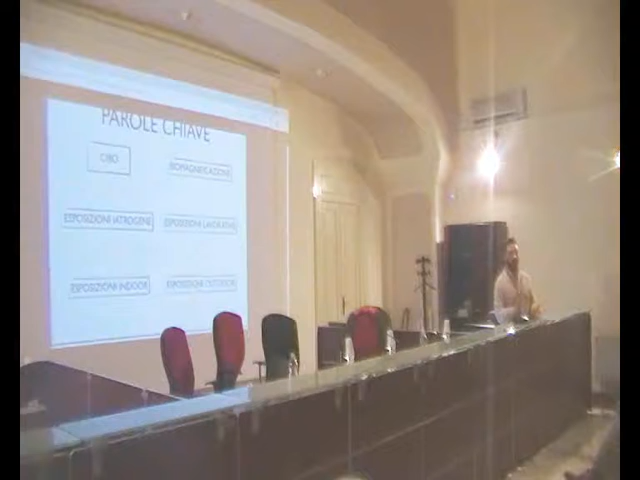 PAROLE CHIAVE
CIBO
BIOMAGNIFICAZIONE
ESPOSIZIONI IATROGENE
ESPOSIZIONI LAVORATIVE
ESPOSIZIONI INDOOR
ESPOSIZIONI OUTDOOR